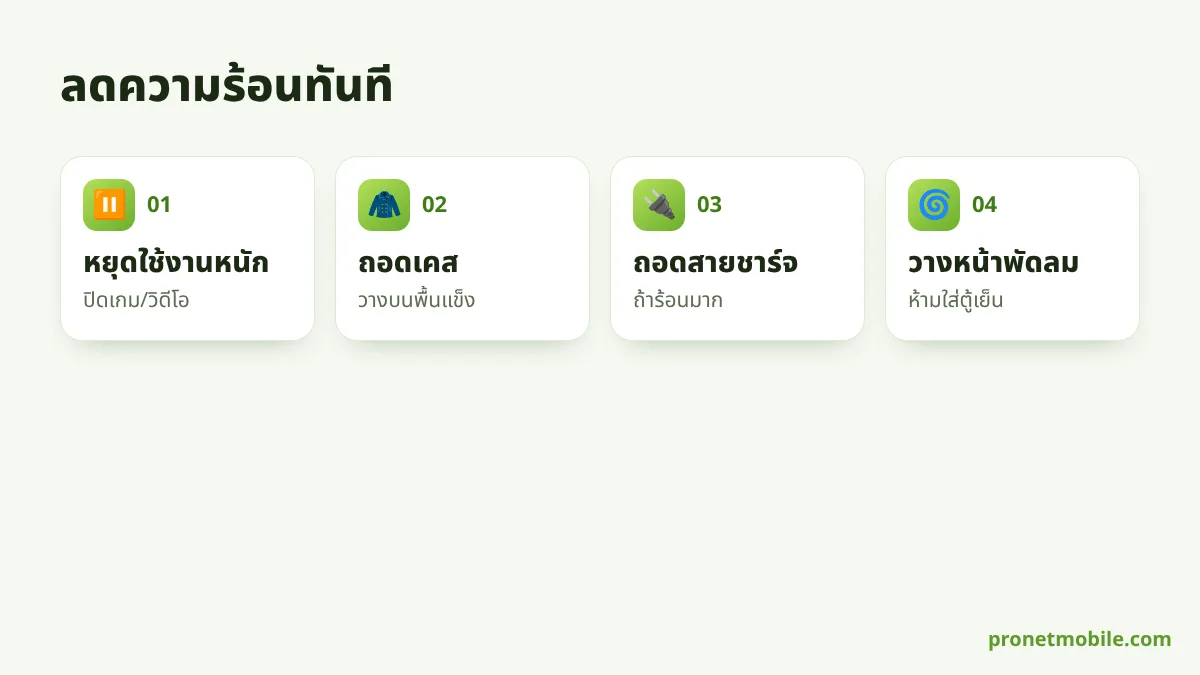 ลดความร้อนทันที
01
หยุดใช้งานหนัก
ปิดเกม/วิดีโอ
02
ถอดเคส
วางบนพื้นแข็ง
03
ถอดสายชาร์จ
ถ้าร้อนมาก
04
วางหน้าพัดลม
ห้ามใส่ตู้เย็น
pronetmobile.com